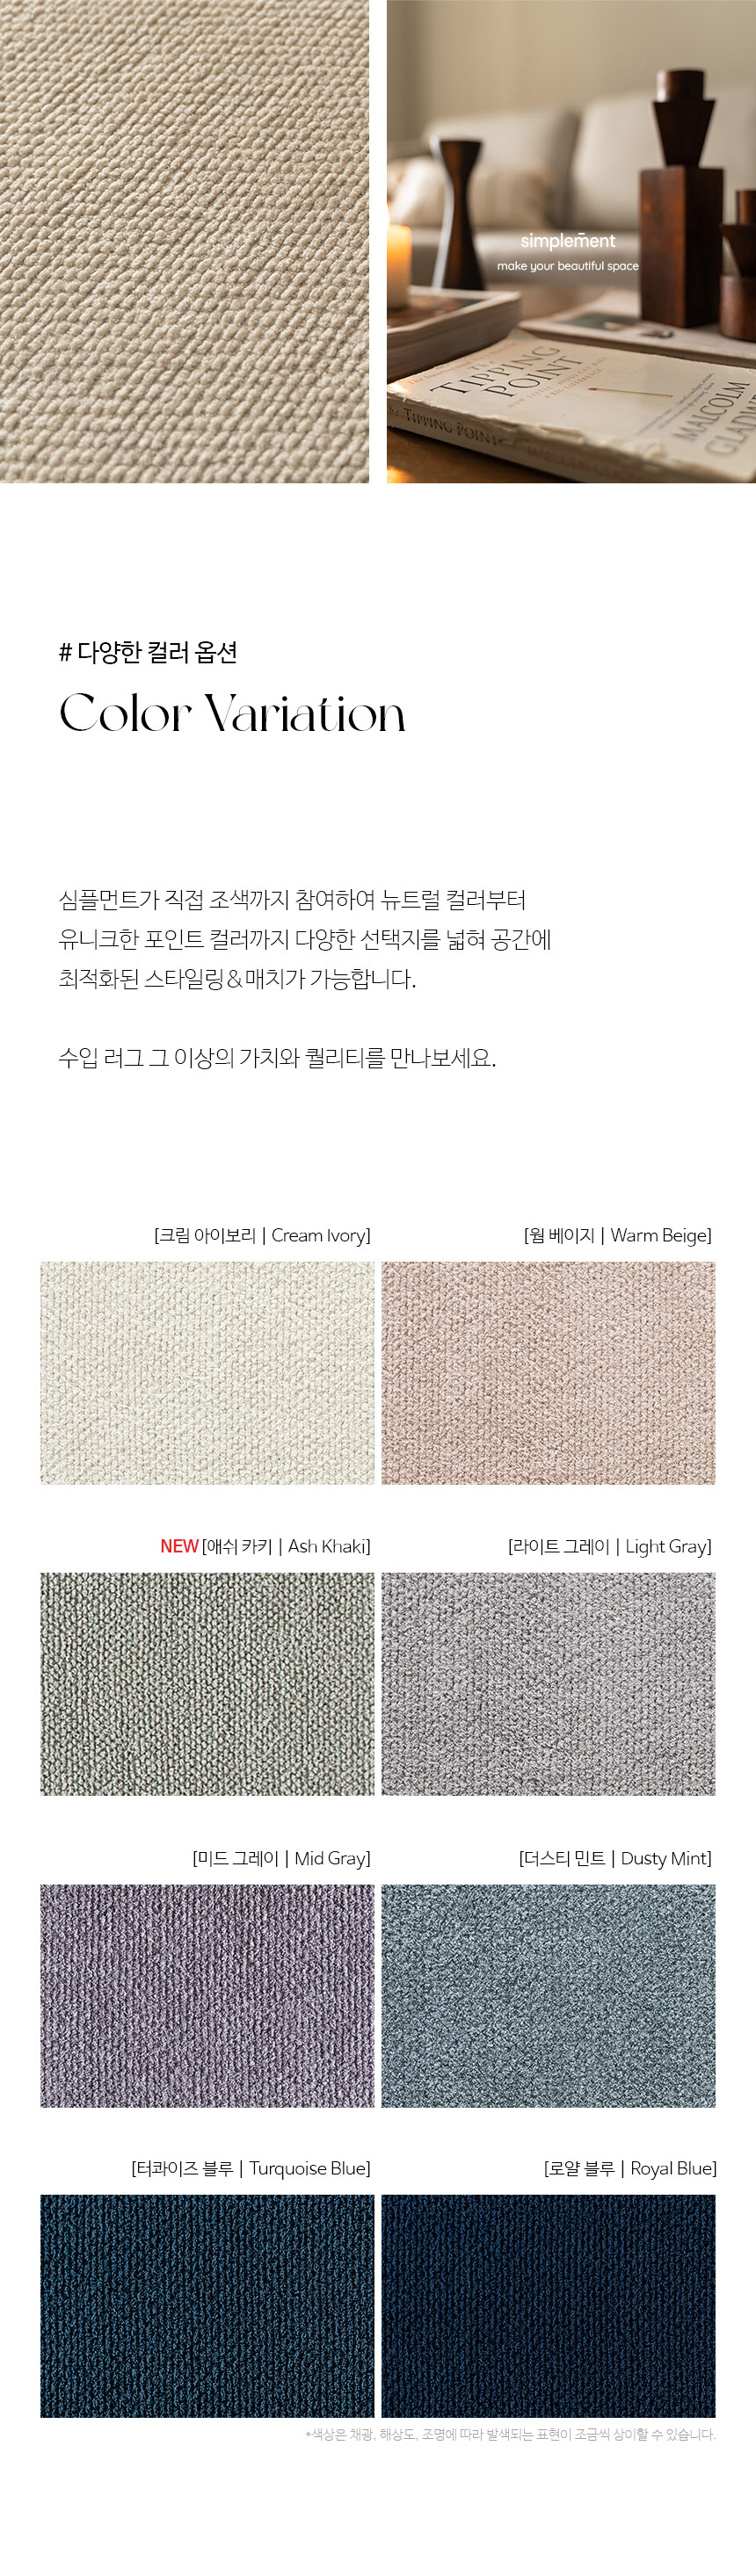 simplement
make your beautiful space
TIPPING
POINT
THE TIPPING POINT
MALCOLM
# 다양한 컬러 옵션
Color Variation
심플먼트가 직접 조색까지 참여하여 뉴트럴 컬러부터
유니크한 포인트 컬러까지 다양한 선택지를 넓혀 공간에
최적화된 스타일링&매치가 가능합니다.
수입 러그 그 이상의 가치와 퀄리티를 만나보세요.
[크림 아이보리 | Cream Ivory]
[웜 베이지 | Warm Beige]
NEW [애쉬 카키 | Ash Khaki]
[라이트 그레이 | Light Gray]
[미드 그레이 | Mid Gray]
[더스티 민트 | Dusty Mint]
[터콰이즈 블루 | Turquoise Blue]
[로얄 블루 | Royal Blue]
*색상은 채광, 해상도, 조명에 따라 발색되는 표현이 조금씩 상이할 수 있습니다.